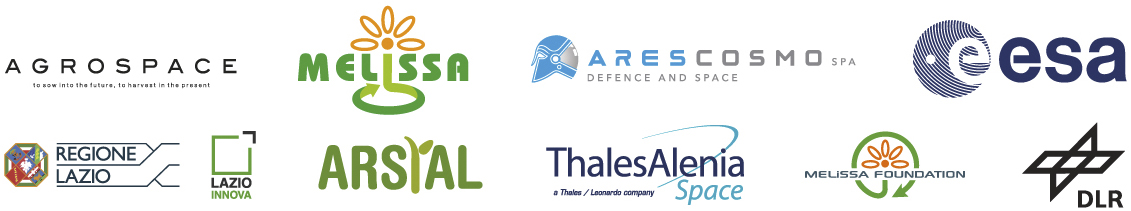 AGROSPACE
to sow into the future, to harvest in the present
MELiSSA
ARESCOSMO SPA
DEFENCE AND SPACE
esa
REGIONE
LAZIO
LAZIO
INNOVA
ARSIAL
ThalesAlenia
a Thales / Leonardo company
Space
MELiSSA FOUNDATION
DLR